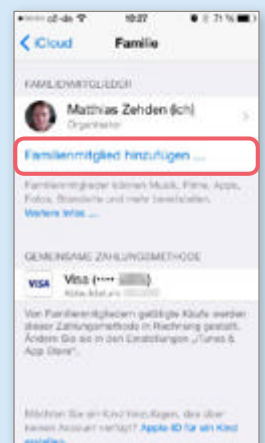 o2-de 10:27 71 %
iCloud Familie
FAMILIENMITGLIEDER
Matthias Zehden (Ich)
Organisator
Familienmitglied hinzufügen ...
Familienmitglieder können Musik, Filme, Apps,
Fotos, Standorte und mehr bereitstellen.
Weitere Infos ...
GEMEINSAME ZAHLUNGSMETHODE
VISA Visa (••••
Von Familienmitgliedern getätigte Käufe werden
dieser Zahlungsmethode in Rechnung gestellt.
Ändern Sie sie in den Einstellungen „iTunes &
App Store“.
Möchten Sie ein Kind hinzufügen, das über
keinen Account verfügt? Apple-ID für ein Kind
erstellen